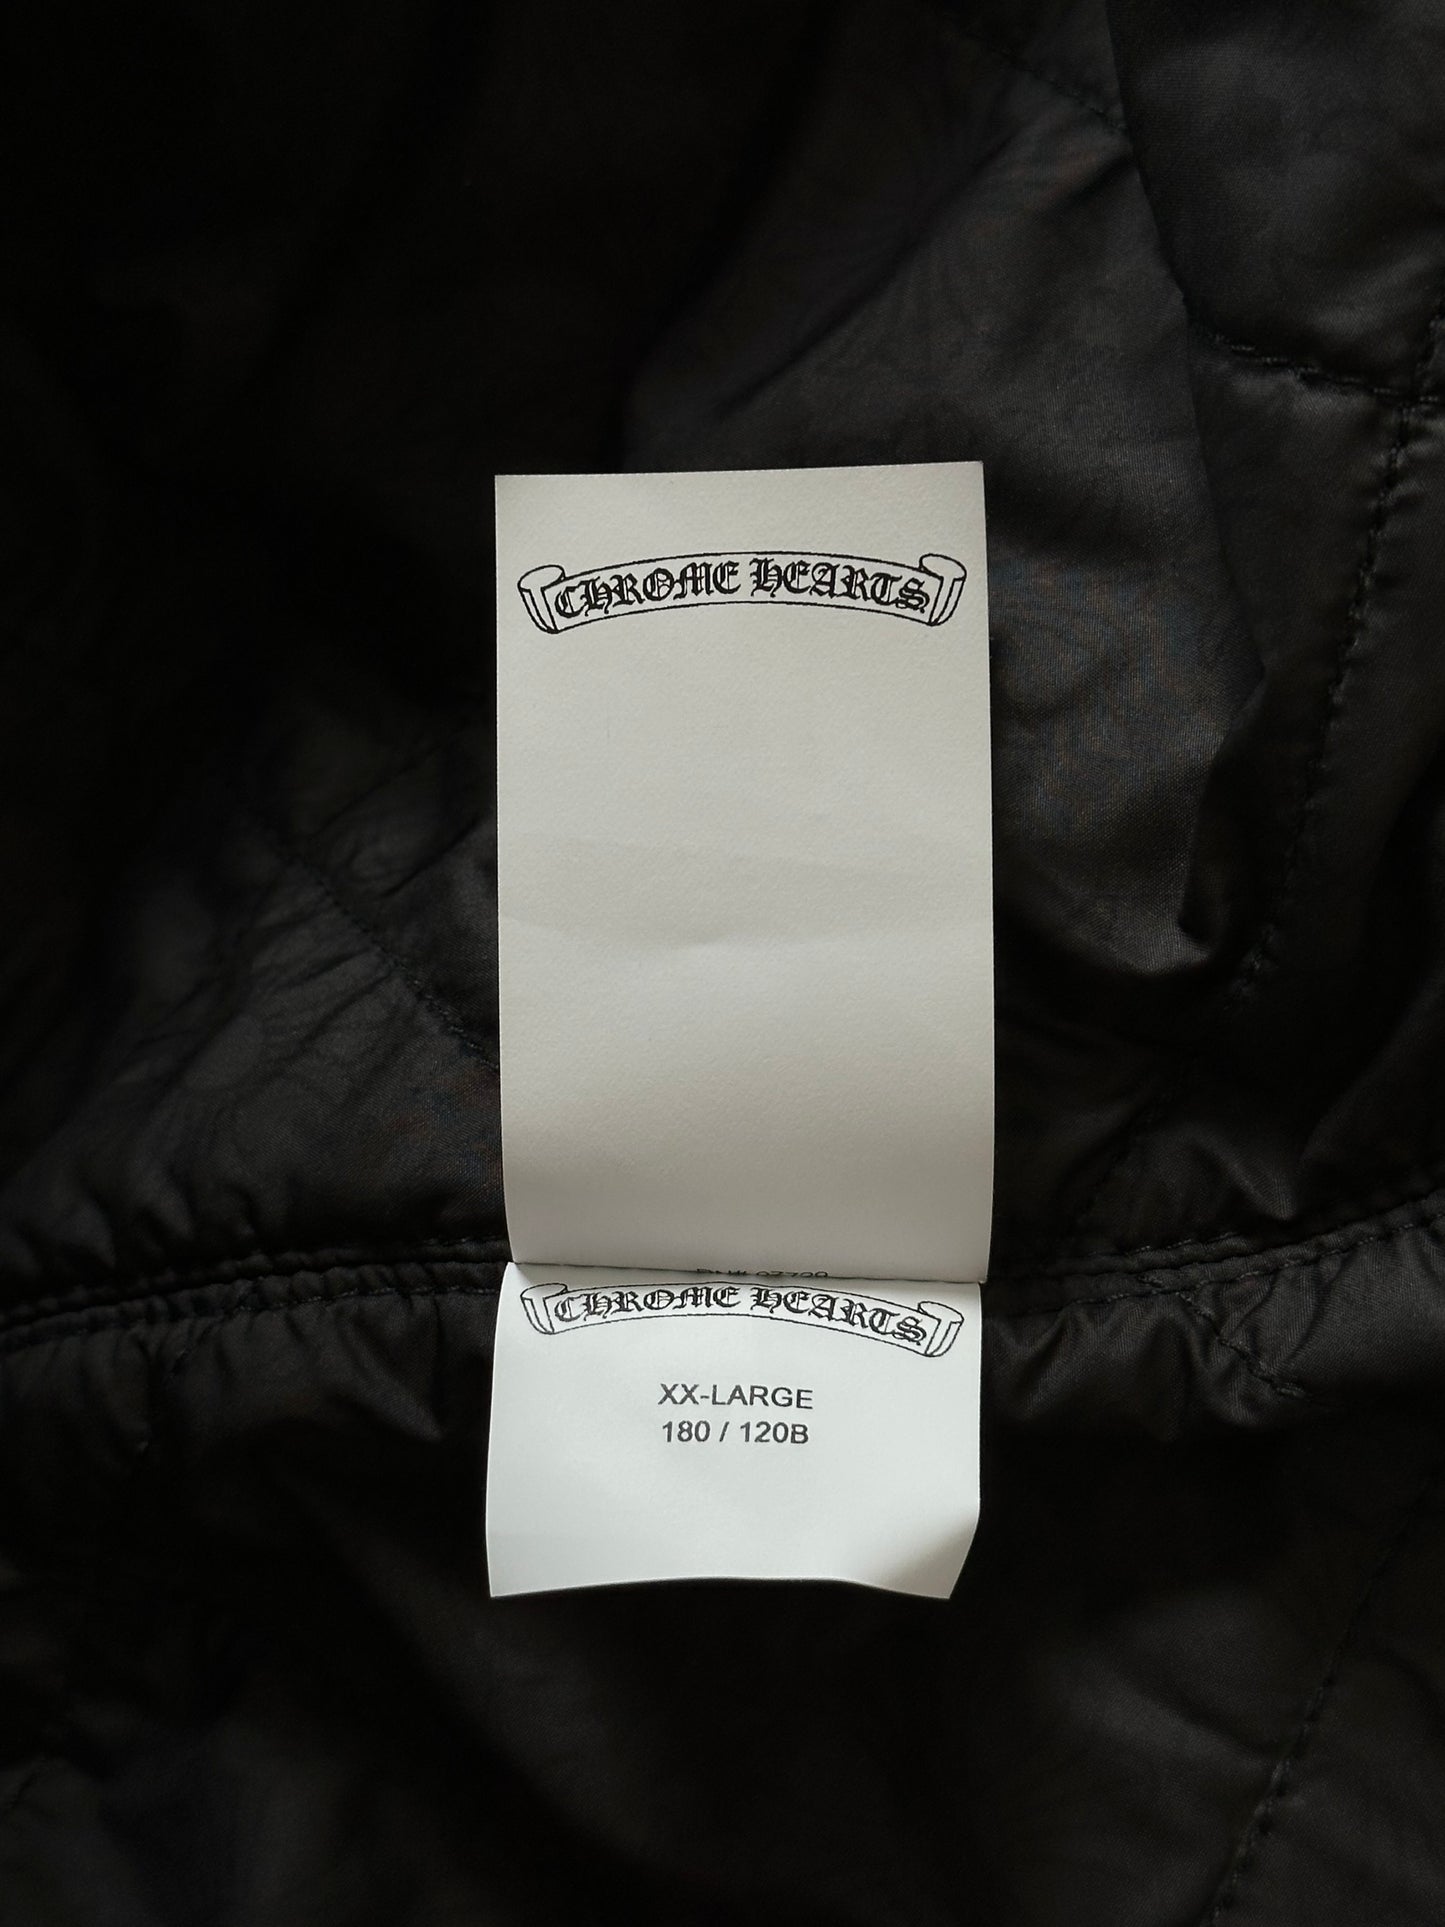 CHROME HEARTS
CHROME HEARTS
XX-LARGE
180 / 120B